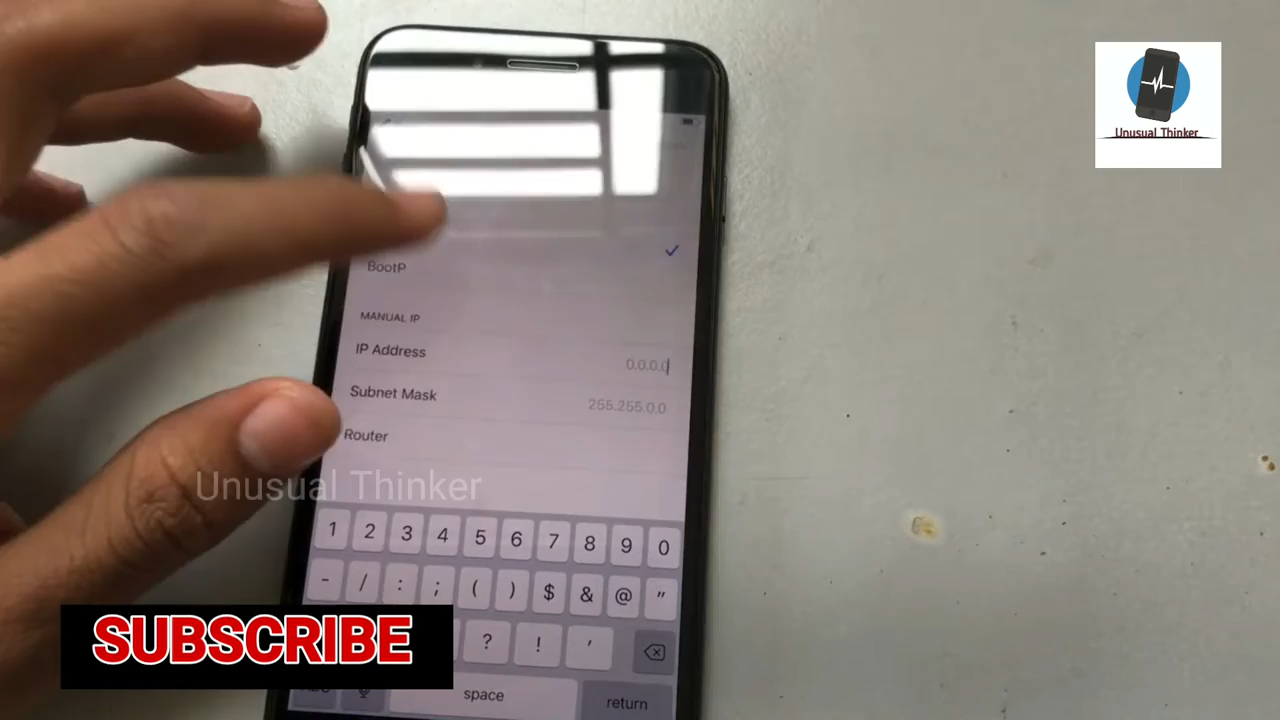 Unusual Thinker
BootP
MANUAL IP
IP Address 0.0.0.0
Subnet Mask 255.255.0.0
Router
Unusual Thinker
1 2 3 4 5 6 7 8 9 0
- / : ; ( ) $ & @ "
? ! '
space return
SUBSCRIBE